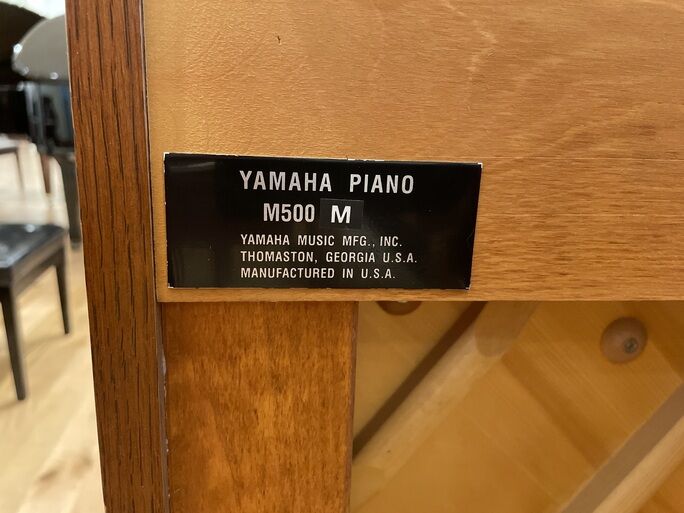 YAMAHA PIANO
M500 M
YAMAHA MUSIC MFG., INC.
THOMASTON, GEORGIA U.S.A.
MANUFACTURED IN U.S.A.